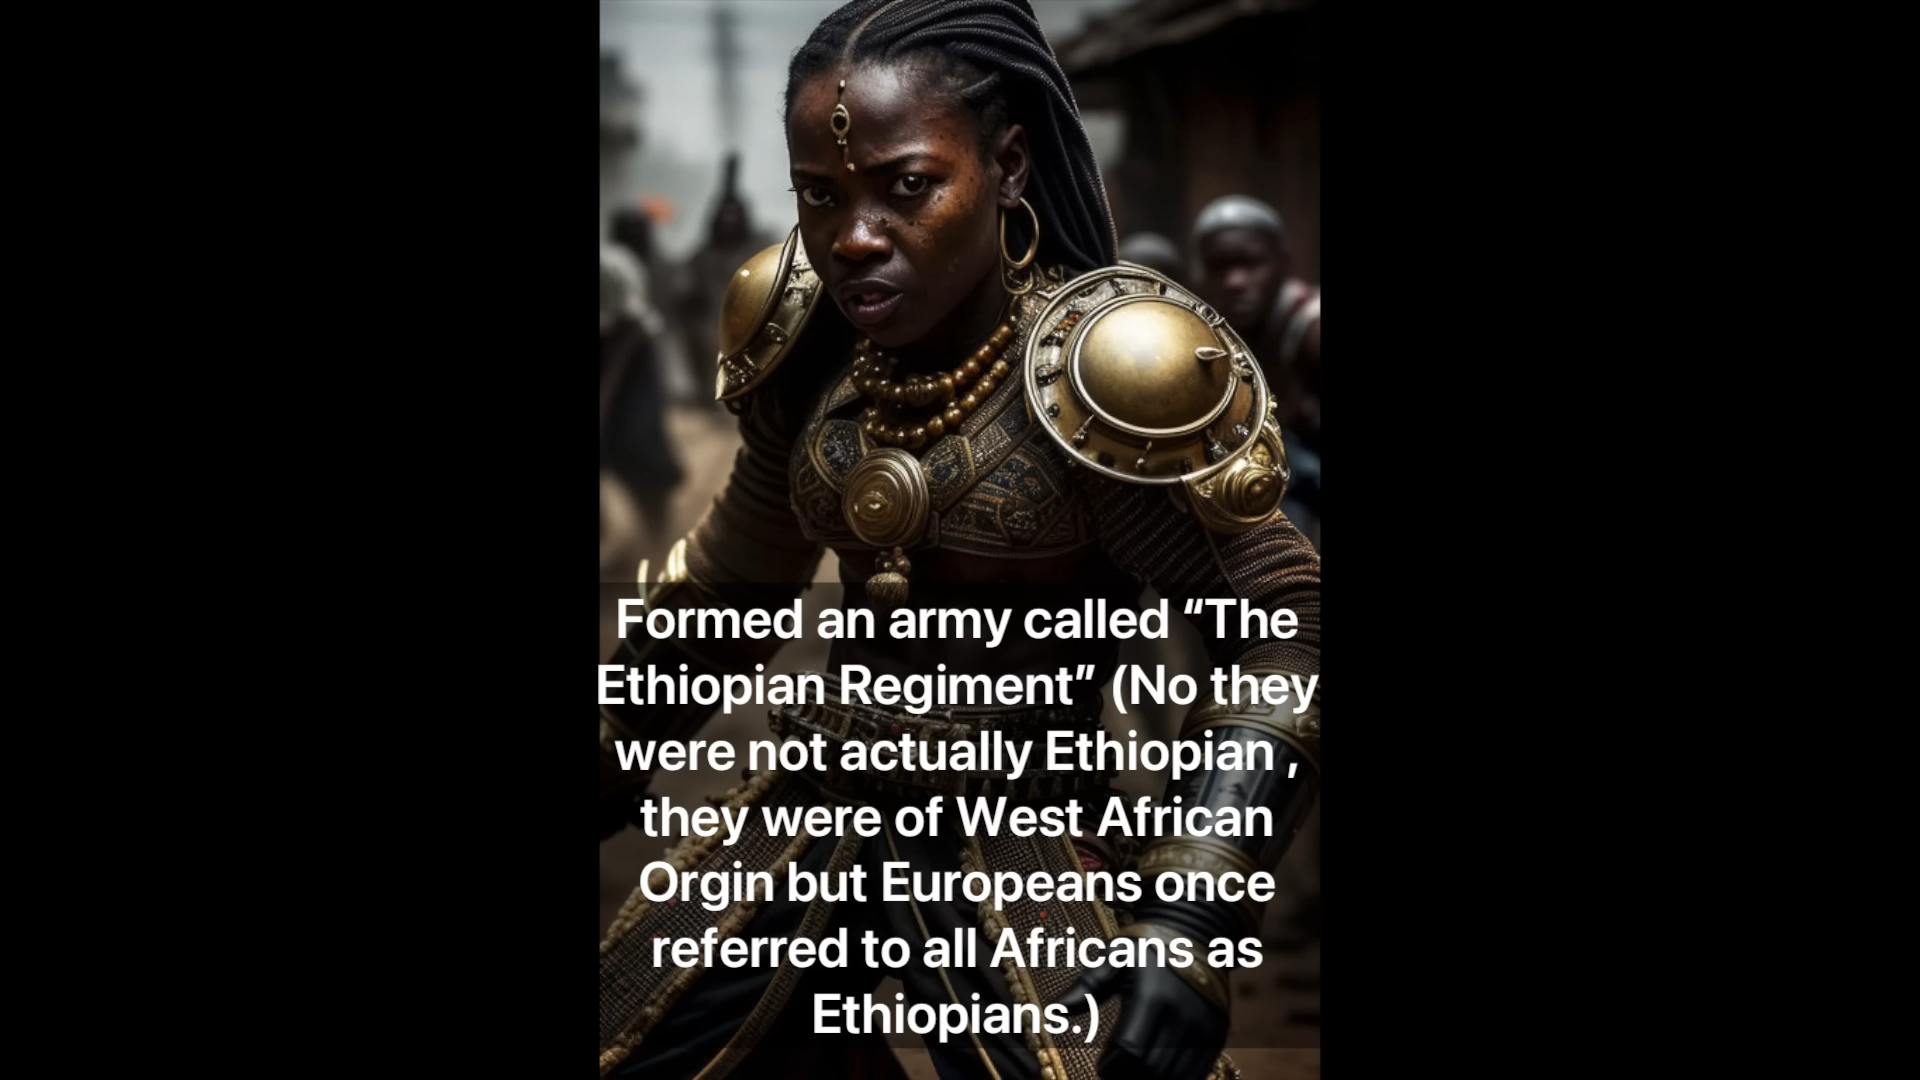 Formed an army called “The
Ethiopian Regiment” (No they
were not actually Ethiopian ,
they were of West African
Orgin but Europeans once
referred to all Africans as
Ethiopians.)